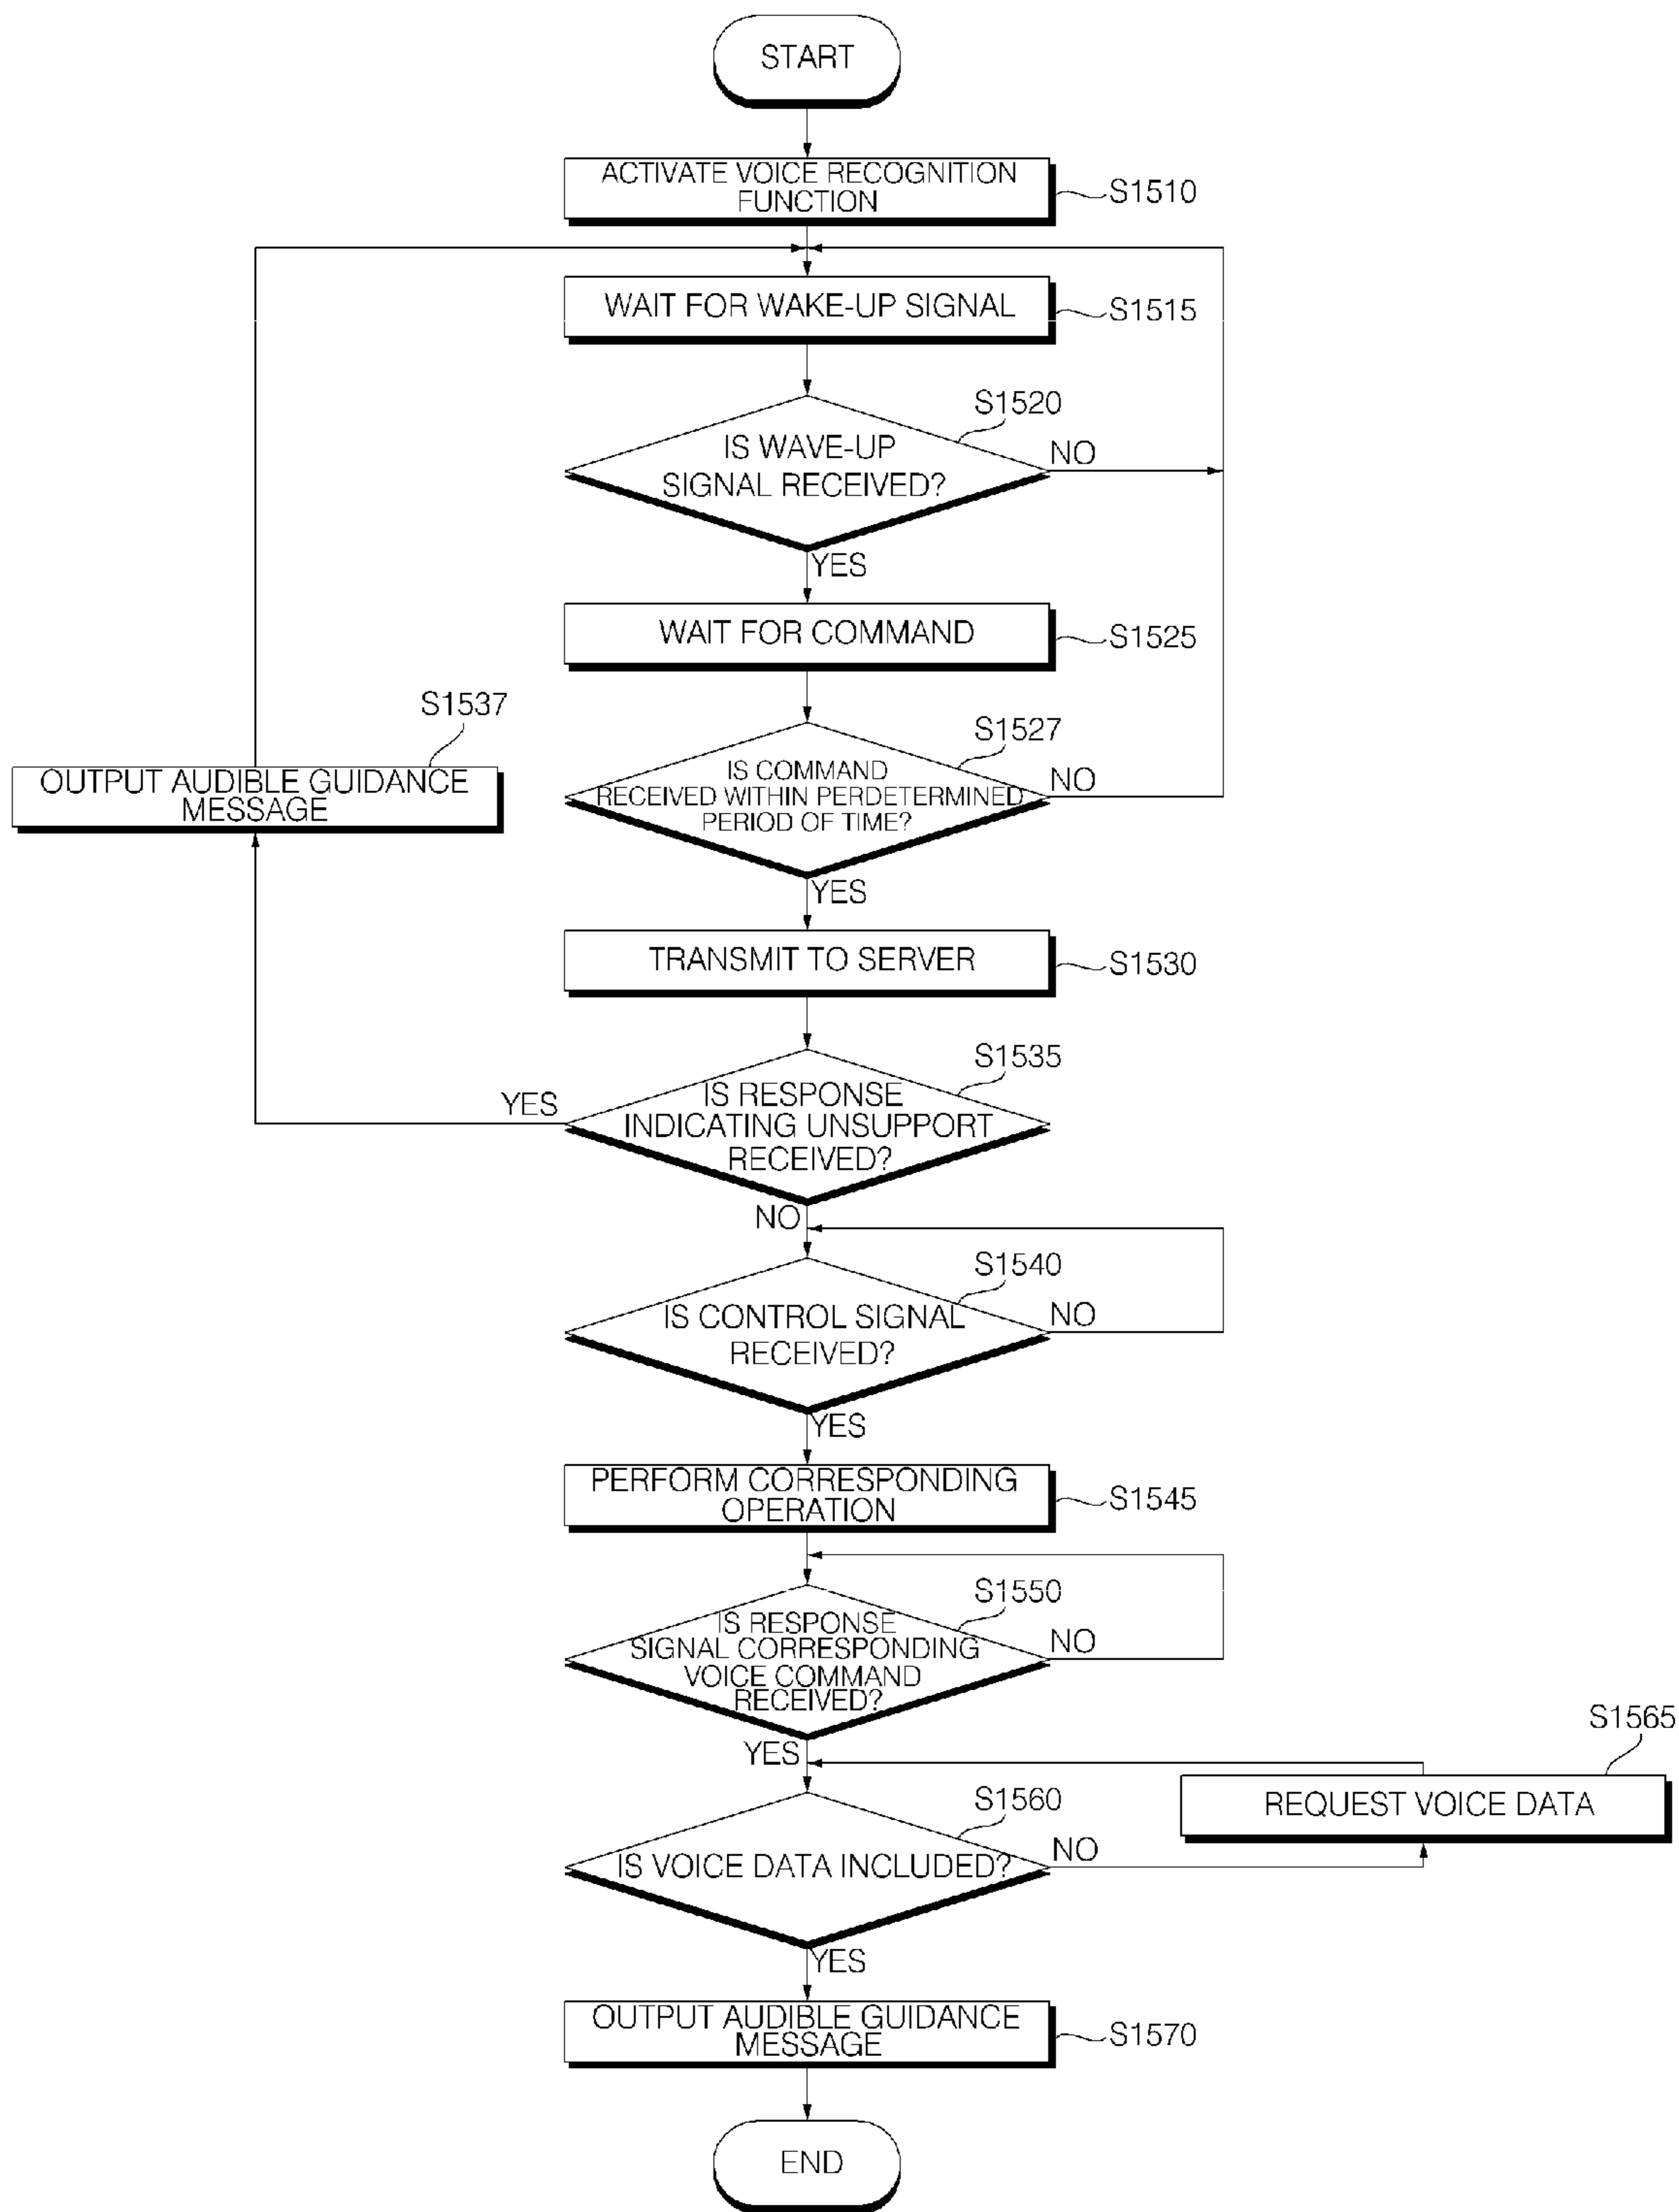 START
ACTIVATE VOICE RECOGNITION
FUNCTION
S1510
WAIT FOR WAKE-UP SIGNAL
S1515
S1520
IS WAVE-UP
SIGNAL RECEIVED?
NO
YES
WAIT FOR COMMAND
S1525
S1537
OUTPUT AUDIBLE GUIDANCE
MESSAGE
S1527
IS COMMAND
RECEIVED WITHIN PERDETERMINED
PERIOD OF TIME?
NO
YES
TRANSMIT TO SERVER
S1530
S1535
IS RESPONSE
INDICATING UNSUPPORT
RECEIVED?
YES
NO
S1540
IS CONTROL SIGNAL
RECEIVED?
NO
YES
PERFORM CORRESPONDING
OPERATION
S1545
S1550
IS RESPONSE
SIGNAL CORRESPONDING
VOICE COMMAND
RECEIVED?
NO
YES
S1565
REQUEST VOICE DATA
S1560
IS VOICE DATA INCLUDED?
NO
YES
OUTPUT AUDIBLE GUIDANCE
MESSAGE
S1570
END